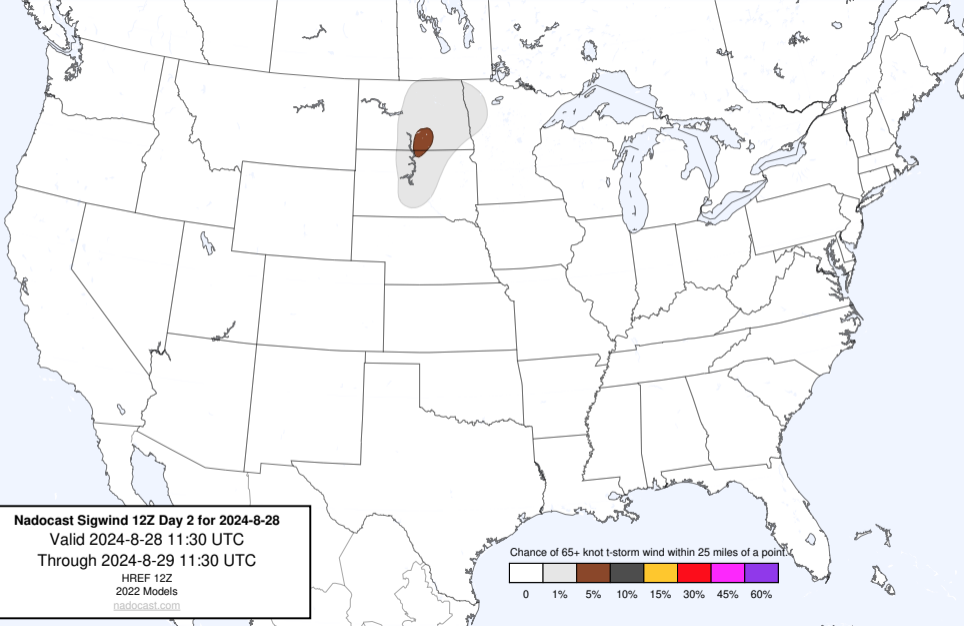 Nadocast Sigwind 12Z Day 2 for 2024-8-28
Valid 2024-8-28 11:30 UTC
Through 2024-8-29 11:30 UTC
HREF 12Z
2022 Models
nadocast.com
Chance of 65+ knot t-storm wind within 25 miles of a point.
0 1% 5% 10% 15% 30% 45% 60%